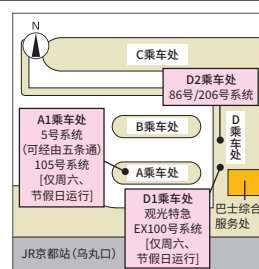 N
C乘车处
D2乘车处
86号/206号系统
A1乘车处
5号系统
(可经由五条通)
105号系统
[仅周六、
节假日运行]
B乘车处
D
乘
车
处
A乘车处
D1乘车处
观光特急
EX100号系统
[仅周六、
节假日运行]
巴士综合
服务处
JR京都站(乌丸口)